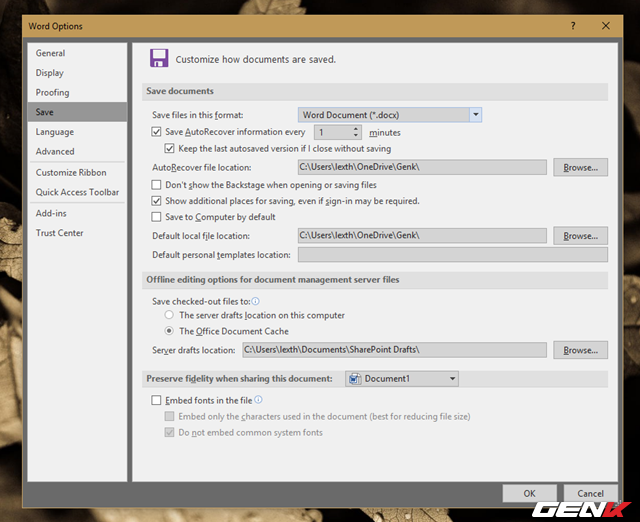 Word Options
?
General
Display
Proofing
Save
Language
Advanced
Customize Ribbon
Quick Access Toolbar
Add-ins
Trust Center
Customize how documents are saved.
Save documents
Save files in this format: Word Document (*.docx)
Save AutoRecover information every 1 minutes
Keep the last autosaved version if I close without saving
AutoRecover file location: C:\Users\lexth\OneDrive\Genk\ Browse...
Don't show the Backstage when opening or saving files
Show additional places for saving, even if sign-in may be required.
Save to Computer by default
Default local file location: C:\Users\lexth\OneDrive\Genk\ Browse...
Default personal templates location:
Offline editing options for document management server files
Save checked-out files to:
The server drafts location on this computer
The Office Document Cache
Server drafts location: C:\Users\lexth\Documents\SharePoint Drafts\ Browse...
Preserve fidelity when sharing this document: Document1
Embed fonts in the file
Embed only the characters used in the document (best for reducing file size)
Do not embed common system fonts
OK Cancel
GENK